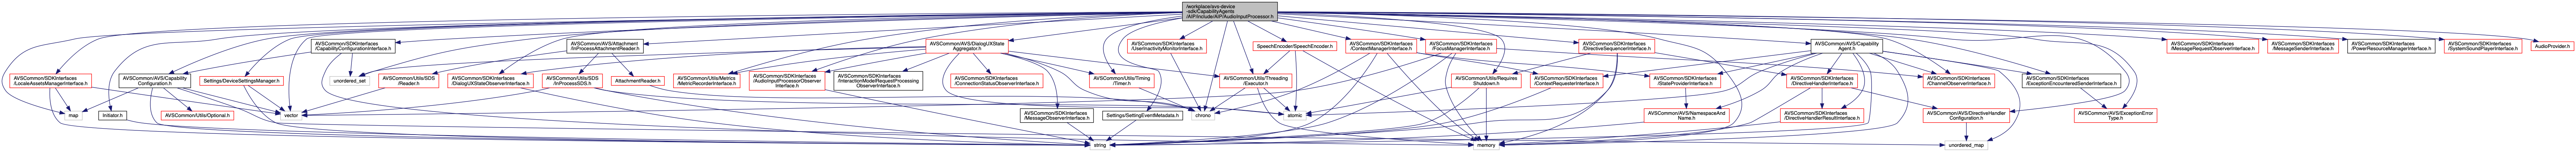 /workplace/avs-device
-sdk/CapabilityAgents
/AIP/include/AIP/AudioInputProcessor.h
AVSCommon/SDKInterfaces
/CapabilityConfigurationInterface.h
AVSCommon/AVS/Attachment
/InProcessAttachmentReader.h
AVSCommon/AVS/DialogUXState
Aggregator.h
AVSCommon/SDKInterfaces
/UserInactivityMonitorInterface.h
SpeechEncoder/SpeechEncoder.h
AVSCommon/SDKInterfaces
/ContextManagerInterface.h
AVSCommon/SDKInterfaces
/FocusManagerInterface.h
AVSCommon/SDKInterfaces
/DirectiveSequencerInterface.h
AVSCommon/AVS/Capability
Agent.h
AVSCommon/SDKInterfaces
/MessageRequestObserverInterface.h
AVSCommon/SDKInterfaces
/MessageSenderInterface.h
AVSCommon/SDKInterfaces
/PowerResourceManagerInterface.h
AVSCommon/SDKInterfaces
/SystemSoundPlayerInterface.h
AudioProvider.h
AVSCommon/SDKInterfaces
/LocaleAssetsManagerInterface.h
AVSCommon/AVS/Capability
Configuration.h
Settings/DeviceSettingsManager.h
unordered_set
AVSCommon/Utils/SDS
/Reader.h
AVSCommon/SDKInterfaces
/DialogUXStateObserverInterface.h
AVSCommon/Utils/SDS
/InProcessSDS.h
AttachmentReader.h
AVSCommon/Utils/Metrics
/MetricRecorderInterface.h
AVSCommon/SDKInterfaces
/AudioInputProcessorObserver
Interface.h
AVSCommon/SDKInterfaces
/InteractionModelRequestProcessing
ObserverInterface.h
AVSCommon/SDKInterfaces
/ConnectionStatusObserverInterface.h
AVSCommon/Utils/Timing
/Timer.h
AVSCommon/Utils/Threading
/Executor.h
AVSCommon/Utils/Requires
Shutdown.h
AVSCommon/SDKInterfaces
/ContextRequesterInterface.h
AVSCommon/SDKInterfaces
/StateProviderInterface.h
AVSCommon/SDKInterfaces
/DirectiveHandlerInterface.h
AVSCommon/SDKInterfaces
/ChannelObserverInterface.h
AVSCommon/SDKInterfaces
/ExceptionEncounteredSenderInterface.h
map
Initiator.h
AVSCommon/Utils/Optional.h
vector
AVSCommon/SDKInterfaces
/MessageObserverInterface.h
Settings/SettingEventMetadata.h
chrono
atomic
AVSCommon/AVS/NamespaceAnd
Name.h
AVSCommon/SDKInterfaces
/DirectiveHandlerResultInterface.h
AVSCommon/AVS/DirectiveHandler
Configuration.h
AVSCommon/AVS/ExceptionError
Type.h
string
memory
unordered_map